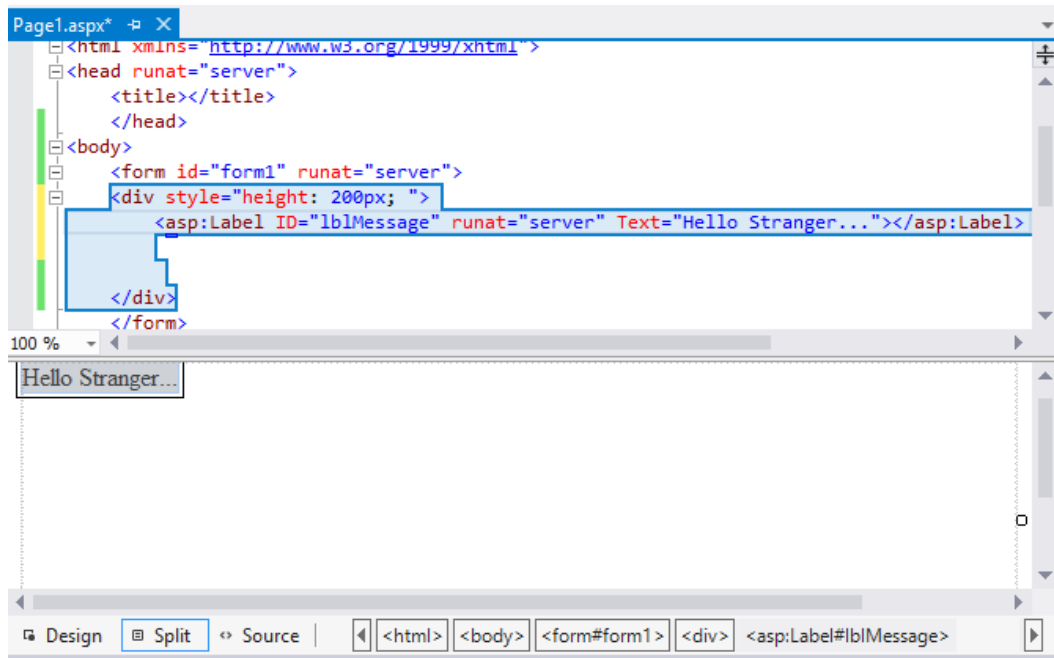 Page1.aspx*
<html xmlns="http://www.w3.org/1999/xhtml">
<head runat="server">
<title></title>
</head>
<body>
<form id="form1" runat="server">
<div style="height: 200px; ">
<asp:Label ID="lblMessage" runat="server" Text="Hello Stranger..."></asp:Label>
</div>
</form>
100 %
Hello Stranger...
Design Split Source <html> <body> <form#form1> <div> <asp:Label#lblMessage>